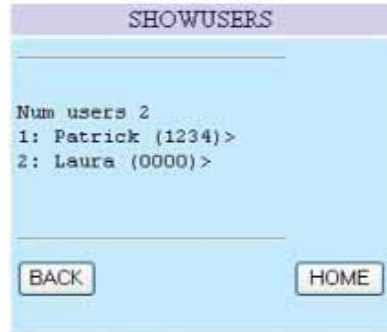 SHOWUSERS
Num users 2
1: Patrick (1234)>
2: Laura (0000)>
BACK HOME